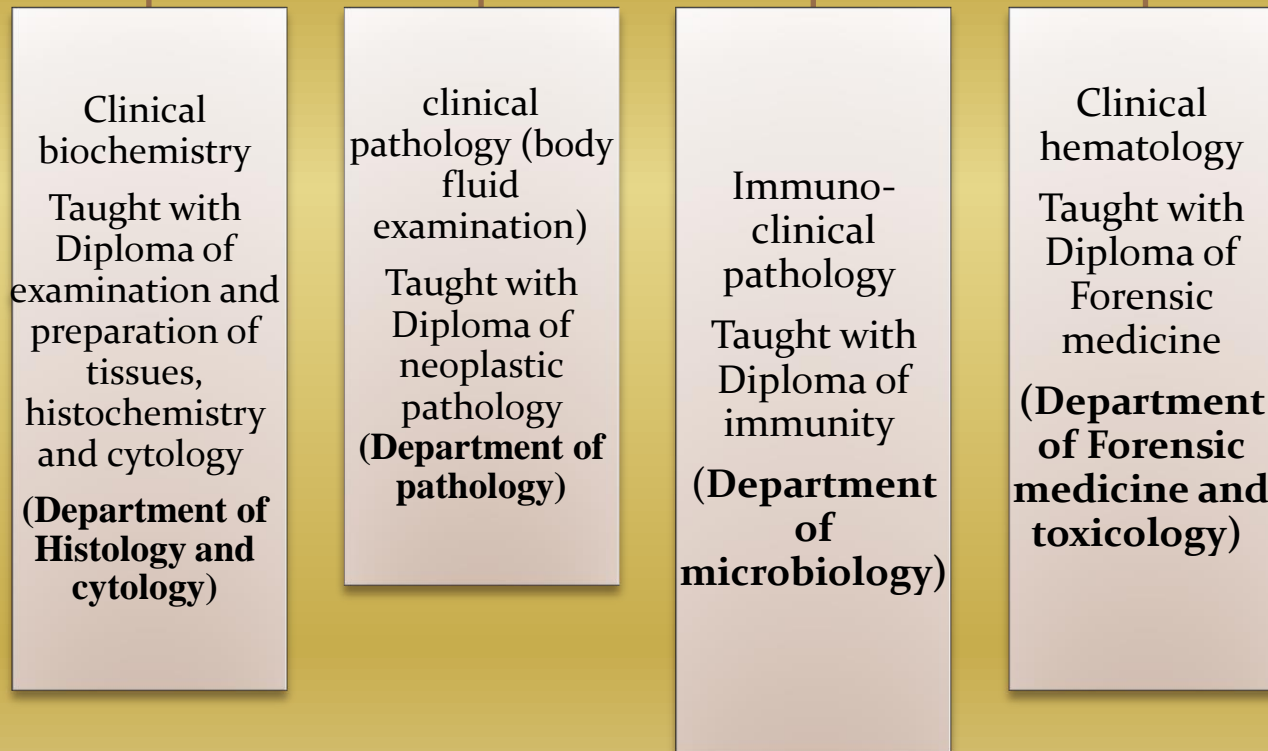 Clinical
biochemistry
Taught with
Diploma of
examination and
preparation of
tissues,
histochemistry
and cytology
(Department of
Histology and
cytology)
clinical
pathology (body
fluid
examination)
Taught with
Diploma of
neoplastic
pathology
(Department of
pathology)
Immuno-
clinical
pathology
Taught with
Diploma of
immunity
(Department
of
microbiology)
Clinical
hematology
Taught with
Diploma of
Forensic
medicine
(Department
of Forensic
medicine and
toxicology)